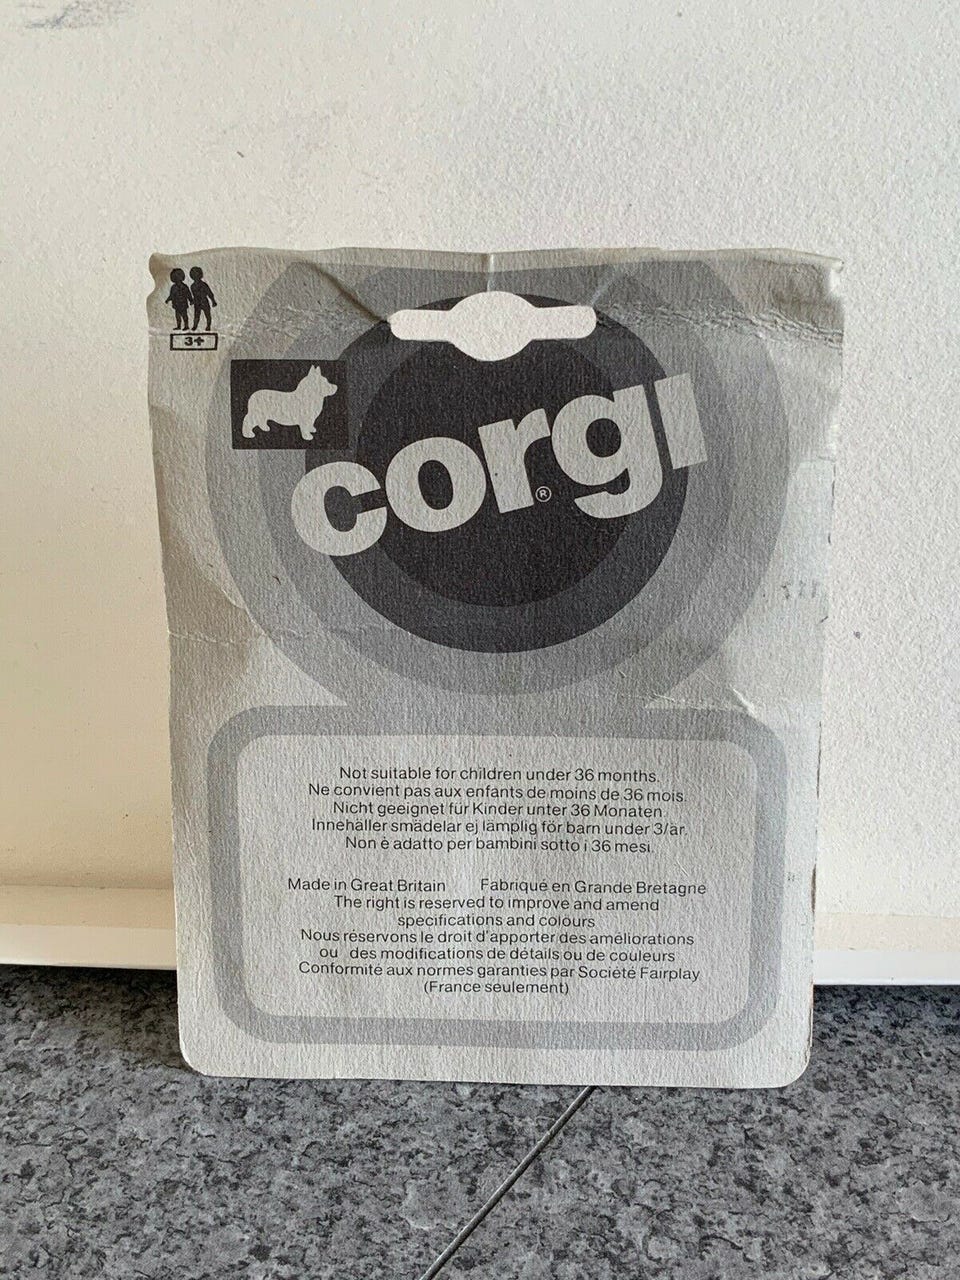 3+
corgi
®
Not suitable for children under 36 months.
Ne convient pas aux enfants de moins de 36 mois.
Nicht geeignet für Kinder unter 36 Monaten
Innehäller smädelar ej lämplig för barn under 3/är.
Non è adatto per bambini sotto i 36 mesi.
Made in Great Britain Fabriqué en Grande Bretagne
The right is reserved to improve and amend
specifications and colours
Nous réservons le droit d'apporter des améliorations
ou des modifications de détails ou de couleurs
Conformité aux normes garanties par Société Fairplay
(France seulement)